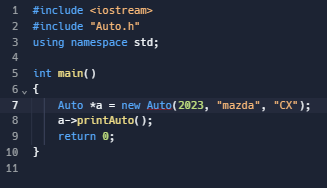 1 #include <iostream>
2 #include "Auto.h"
3 using namespace std;
4
5 int main()
6 {
7     Auto *a = new Auto(2023, "mazda", "CX");
8     a->printAuto();
9     return 0;
10 }
11